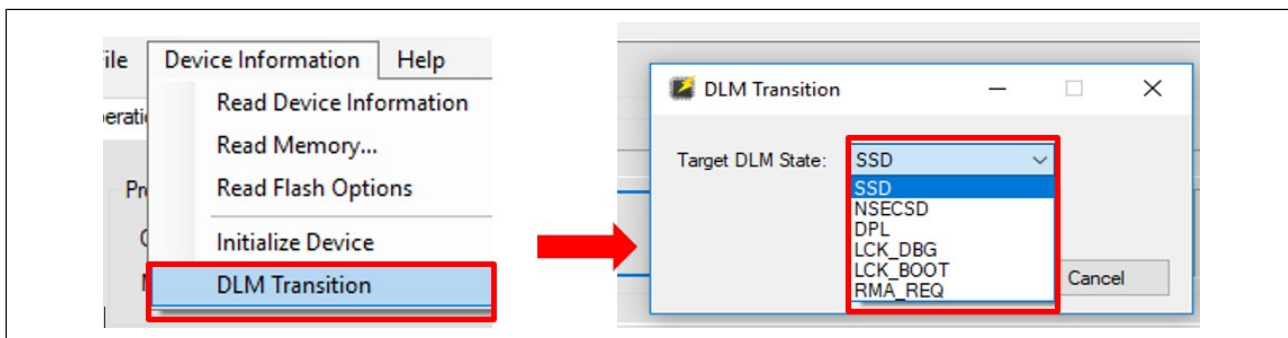 ile Device Information Help
Read Device Information
Read Memory...
Read Flash Options
Initialize Device
DLM Transition
DLM Transition
Target DLM State: SSD
SSD
NSECSD
DPL
LCK_DBG
LCK_BOOT
RMA_REQ
Cancel